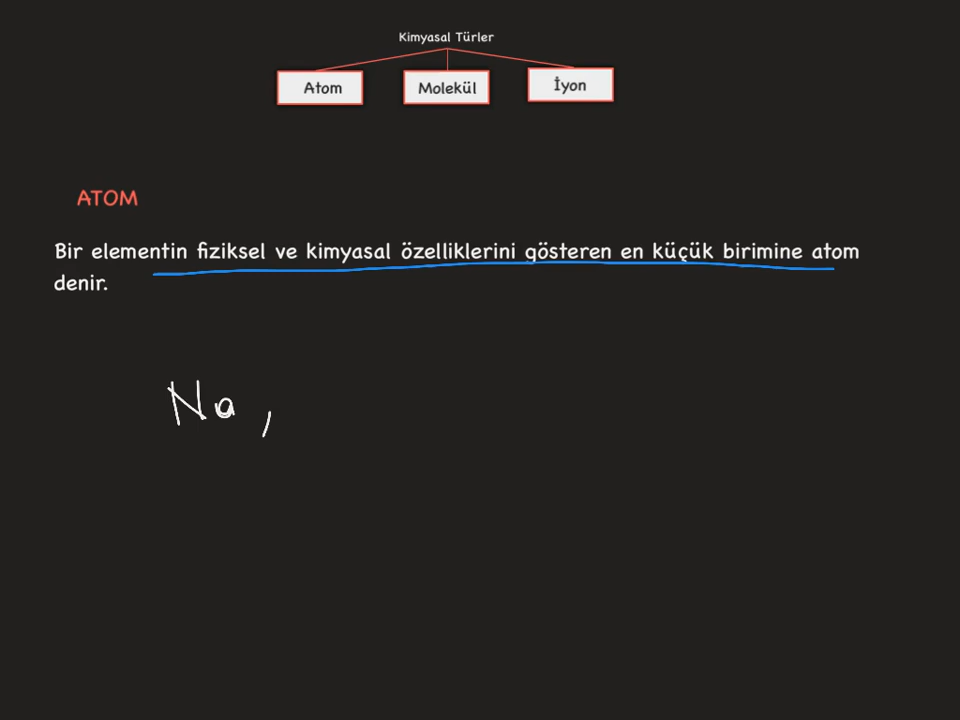 Kimyasal Türler
Atom
Molekül
İyon
ATOM
Bir elementin fiziksel ve kimyasal özelliklerini gösteren en küçük birimine atom
denir.
Na ,